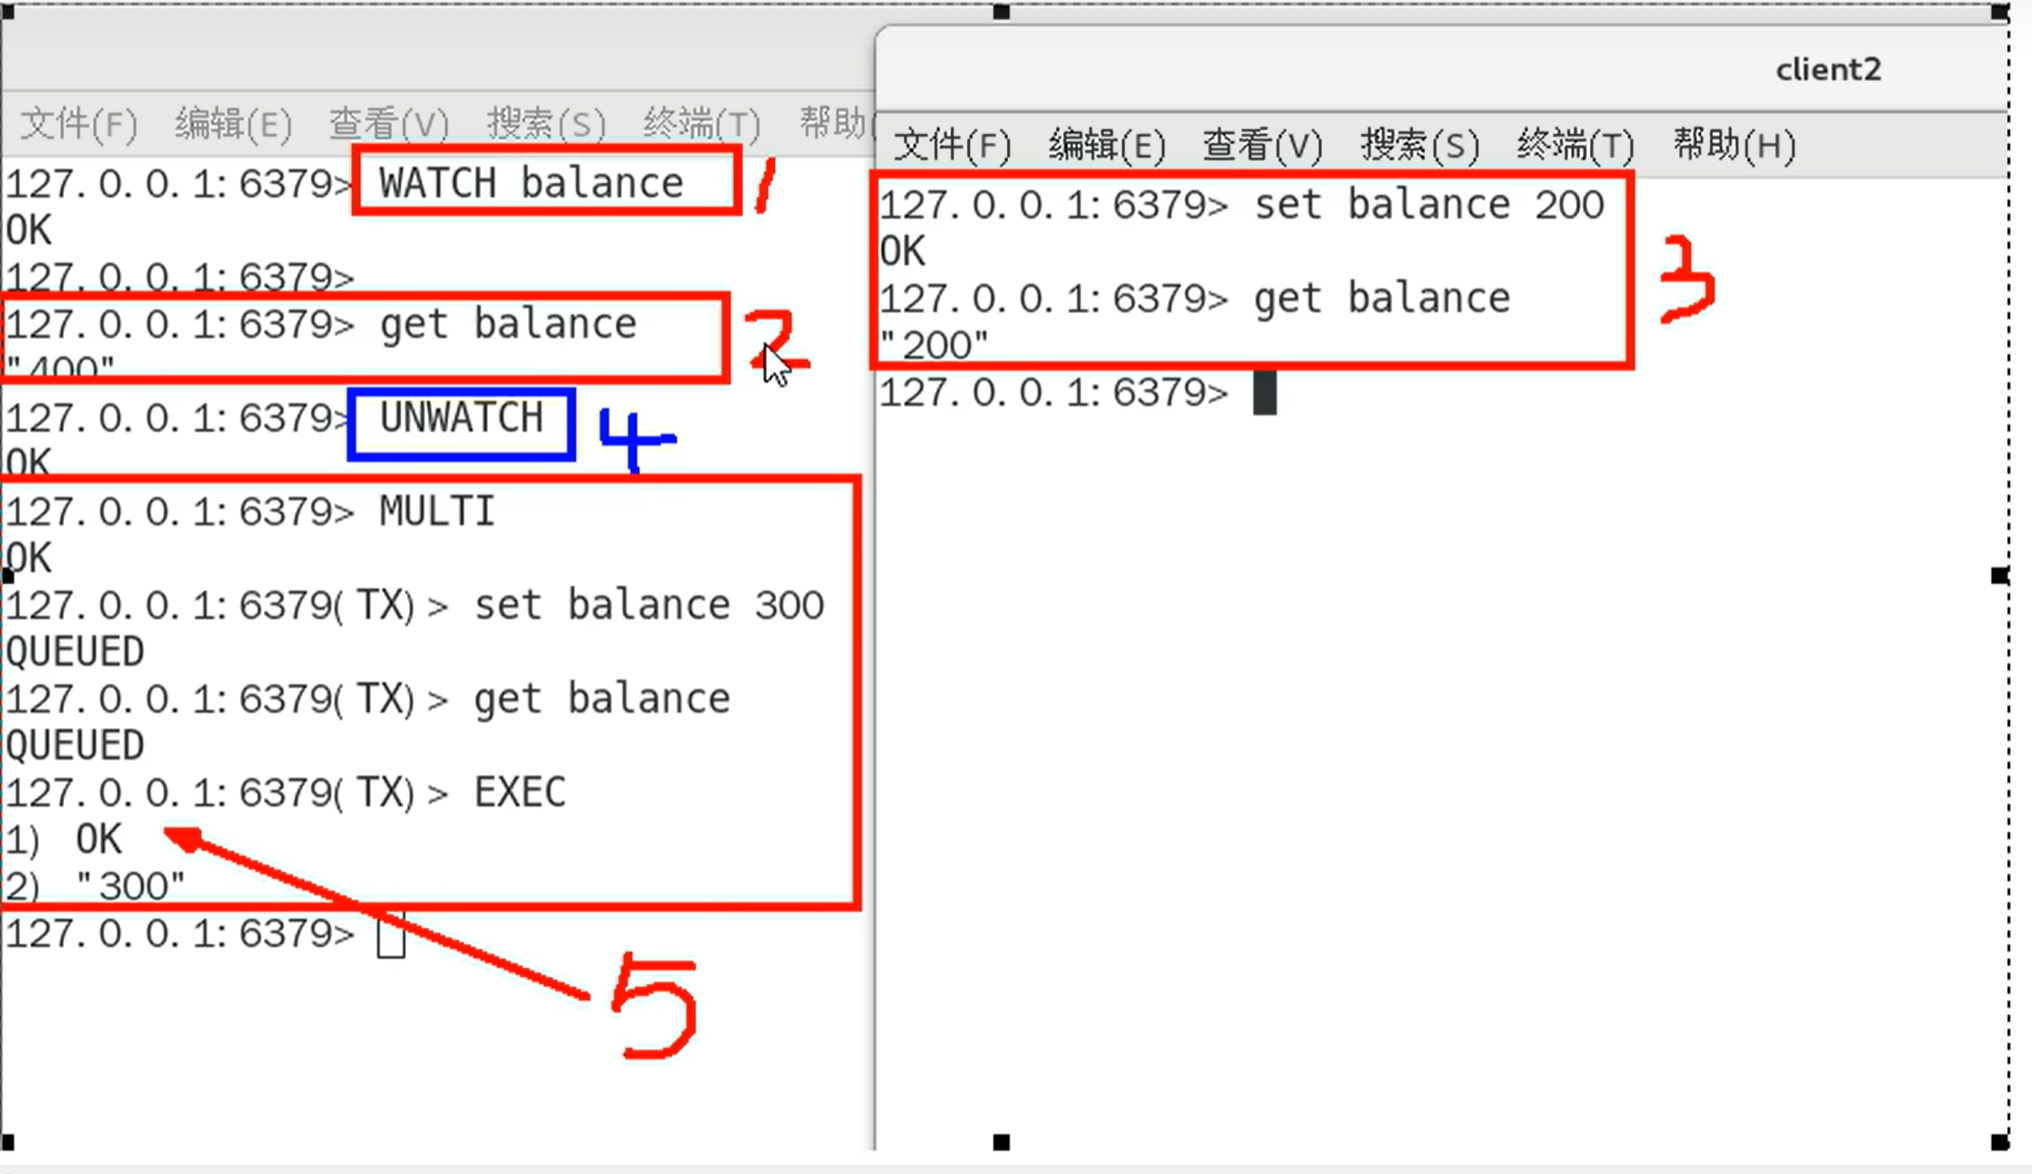 文件(F) 编辑(E) 查看(V) 搜索(S) 终端(T) 帮助(
127.0.0.1:6379> WATCH balance
1
OK
127.0.0.1:6379>
127.0.0.1:6379> get balance
2
"400"
127.0.0.1:6379> UNWATCH
4
OK
127.0.0.1:6379> MULTI
OK
127.0.0.1:6379(TX)> set balance 300
QUEUED
127.0.0.1:6379(TX)> get balance
QUEUED
127.0.0.1:6379(TX)> EXEC
1) OK
2) "300"
127.0.0.1:6379>
5
client2
文件(F) 编辑(E) 查看(V) 搜索(S) 终端(T) 帮助(H)
127.0.0.1:6379> set balance 200
OK
3
127.0.0.1:6379> get balance
"200"
127.0.0.1:6379>